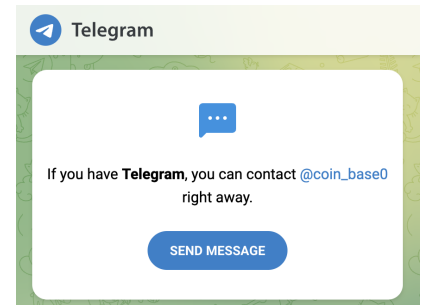 Telegram
If you have Telegram, you can contact @coin_base0
right away.
SEND MESSAGE